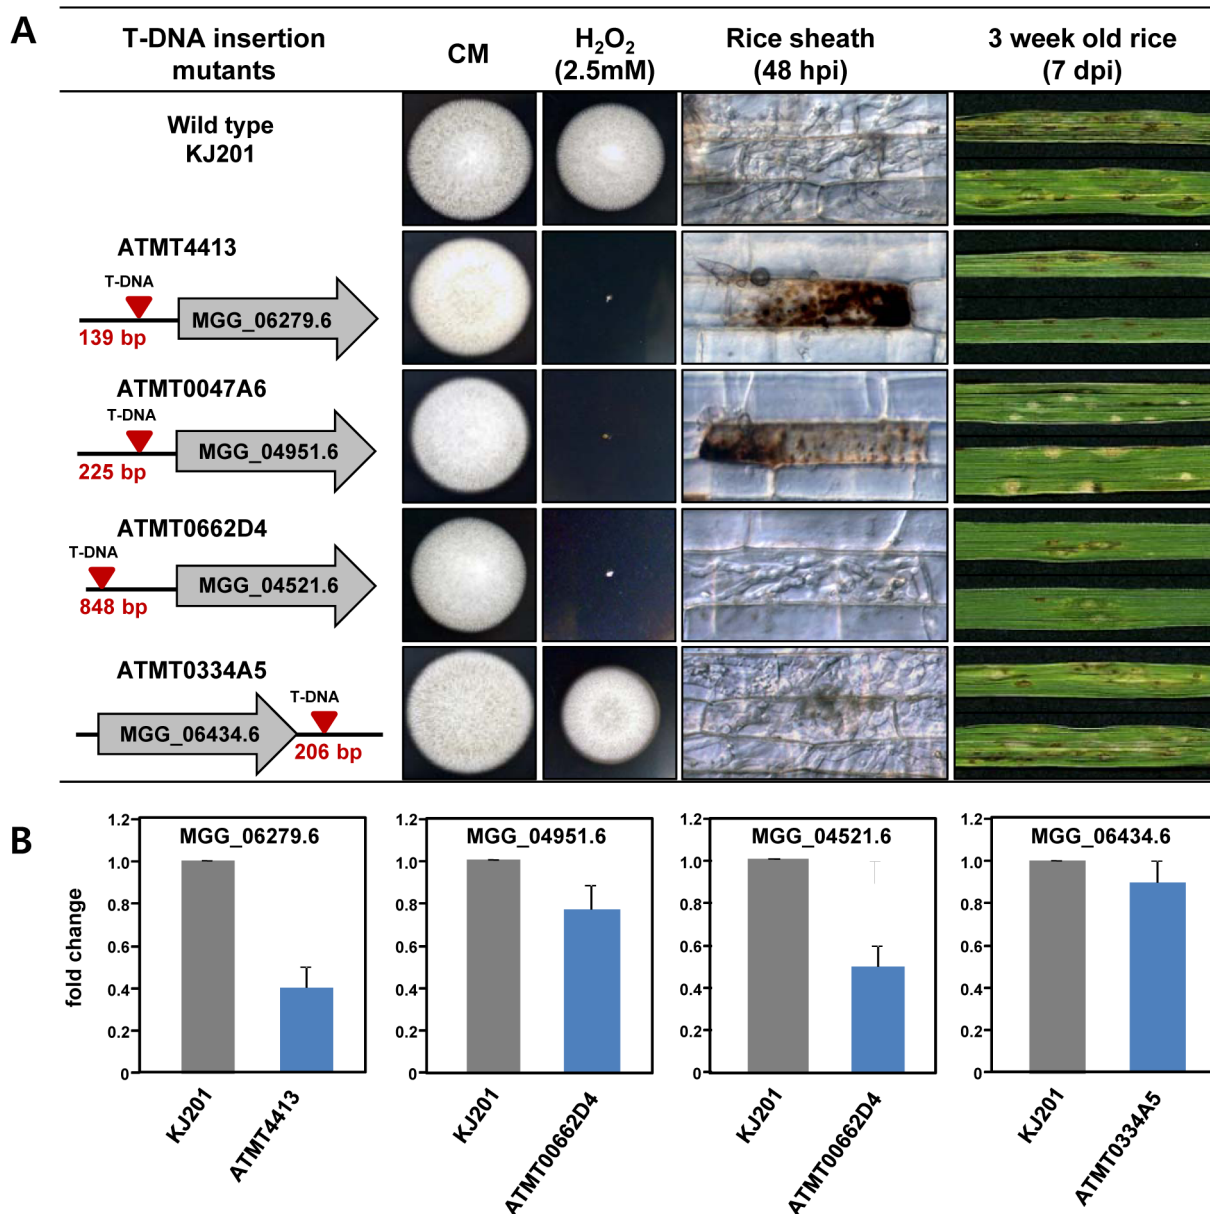 A
T-DNA insertion
mutants
CM
H₂O₂
(2.5mM)
Rice sheath
(48 hpi)
3 week old rice
(7 dpi)
Wild type
KJ201
ATMT4413
T-DNA
MGG_06279.6
139 bp
ATMT0047A6
T-DNA
MGG_04951.6
225 bp
ATMT0662D4
T-DNA
MGG_04521.6
848 bp
ATMT0334A5
T-DNA
MGG_06434.6
206 bp
B
fold change
MGG_06279.6
1.2
1.0
0.8
0.6
0.4
0.2
0
KJ201
ATMT4413
MGG_04951.6
1.2
1.0
0.8
0.6
0.4
0.2
0
KJ201
ATMT00662D4
MGG_04521.6
1.2
1.0
0.8
0.6
0.4
0.2
0
KJ201
ATMT00662D4
MGG_06434.6
1.2
1.0
0.8
0.6
0.4
0.2
0
KJ201
ATMT0334A5